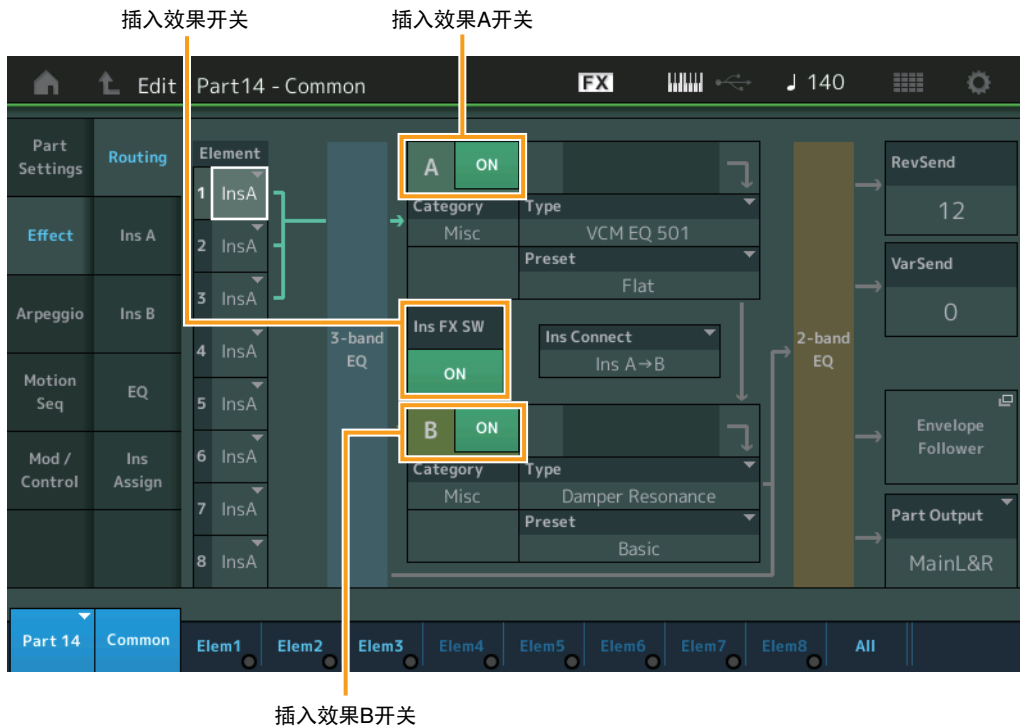 插入效果开关
插入效果A开关
Edit
Part14 - Common
FX
♩ 140
Part
Settings
Effect
Arpeggio
Motion
Seq
Mod /
Control
Routing
Ins A
Ins B
EQ
Ins
Assign
Element
1 InsA
2 InsA
3 InsA
4 InsA
5 InsA
6 InsA
7 InsA
8 InsA
3-band
EQ
A ON
Category
Misc
Type
VCM EQ 501
Preset
Flat
Ins FX SW
ON
Ins Connect
Ins A→B
B ON
Category
Misc
Type
Damper Resonance
Preset
Basic
2-band
EQ
RevSend
12
VarSend
0
Envelope
Follower
Part Output
MainL&R
Part 14
Common
Elem1
Elem2
Elem3
Elem4
Elem5
Elem6
Elem7
Elem8
All
插入效果B开关